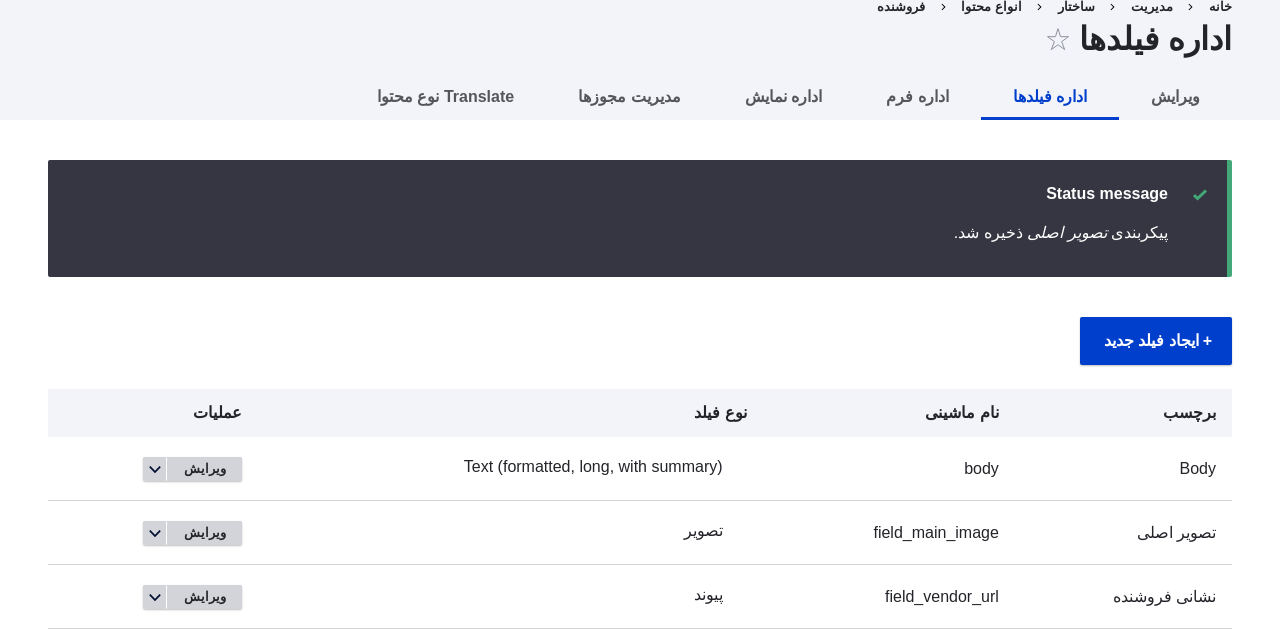 خانه › مدیریت › ساختار › انواع محتوا › فروشنده
اداره فیلدها ☆
ویرایش اداره فیلدها اداره فرم اداره نمایش مدیریت مجوزها Translate نوع محتوا
Status message
پیکربندی تصویر اصلی ذخیره شد.
+ ایجاد فیلد جدید
برچسب نام ماشینی نوع فیلد عملیات
Body body Text (formatted, long, with summary) ویرایش
تصویر اصلی field_main_image تصویر ویرایش
نشانی فروشنده field_vendor_url پیوند ویرایش